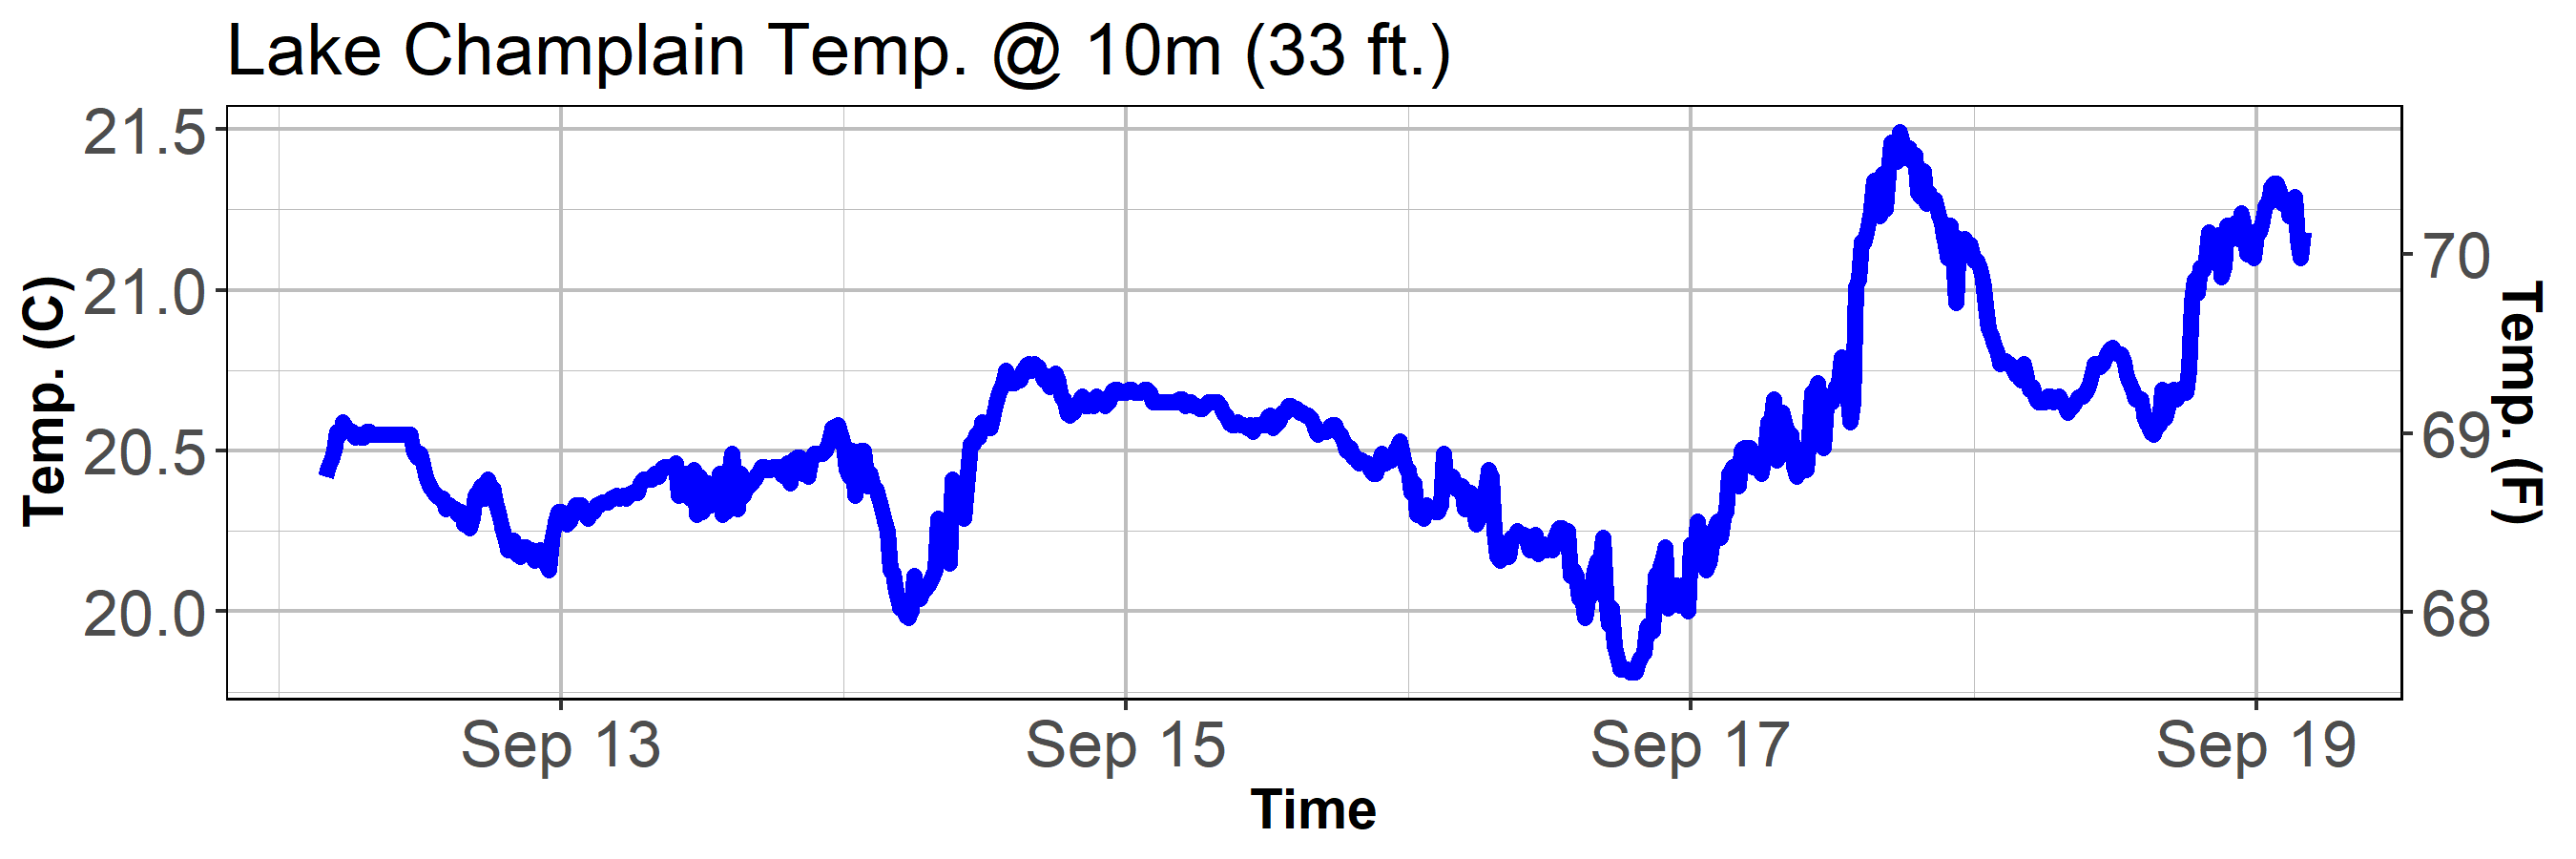 Lake Champlain Temp. @ 10m (33 ft.)
Temp. (C)
21.5
21.0
20.5
20.0
70
69
68
Temp. (F)
Sep 13
Sep 15
Sep 17
Sep 19
Time